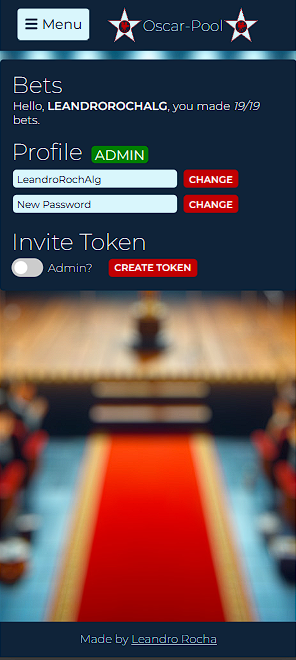 ☰ Menu
Oscar-Pool
Bets
Hello, LEANDROROCHALG, you made 19/19
bets.
Profile ADMIN
LeandroRochAlg CHANGE
New Password CHANGE
Invite Token
Admin? CREATE TOKEN
Made by Leandro Rocha